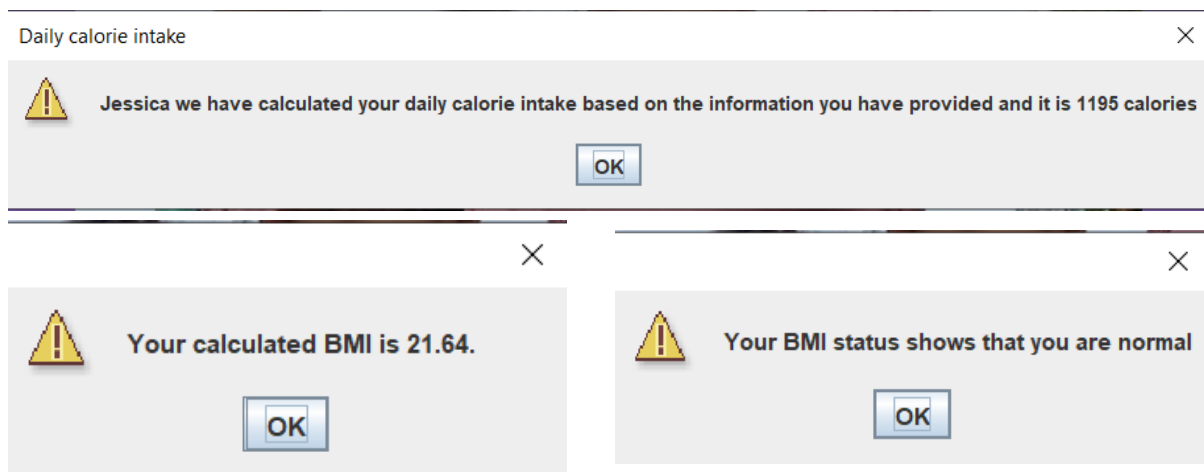 Daily calorie intake
Jessica we have calculated your daily calorie intake based on the information you have provided and it is 1195 calories
OK
Your calculated BMI is 21.64.
OK
Your BMI status shows that you are normal
OK